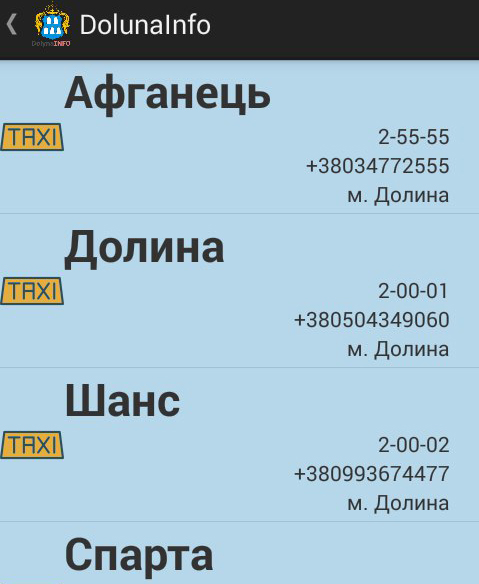 DolynaINFO
DolunaInfo
Афганець
TAXI
2-55-55
+38034772555
м. Долина
Долина
TAXI
2-00-01
+380504349060
м. Долина
Шанс
TAXI
2-00-02
+380993674477
м. Долина
Спарта